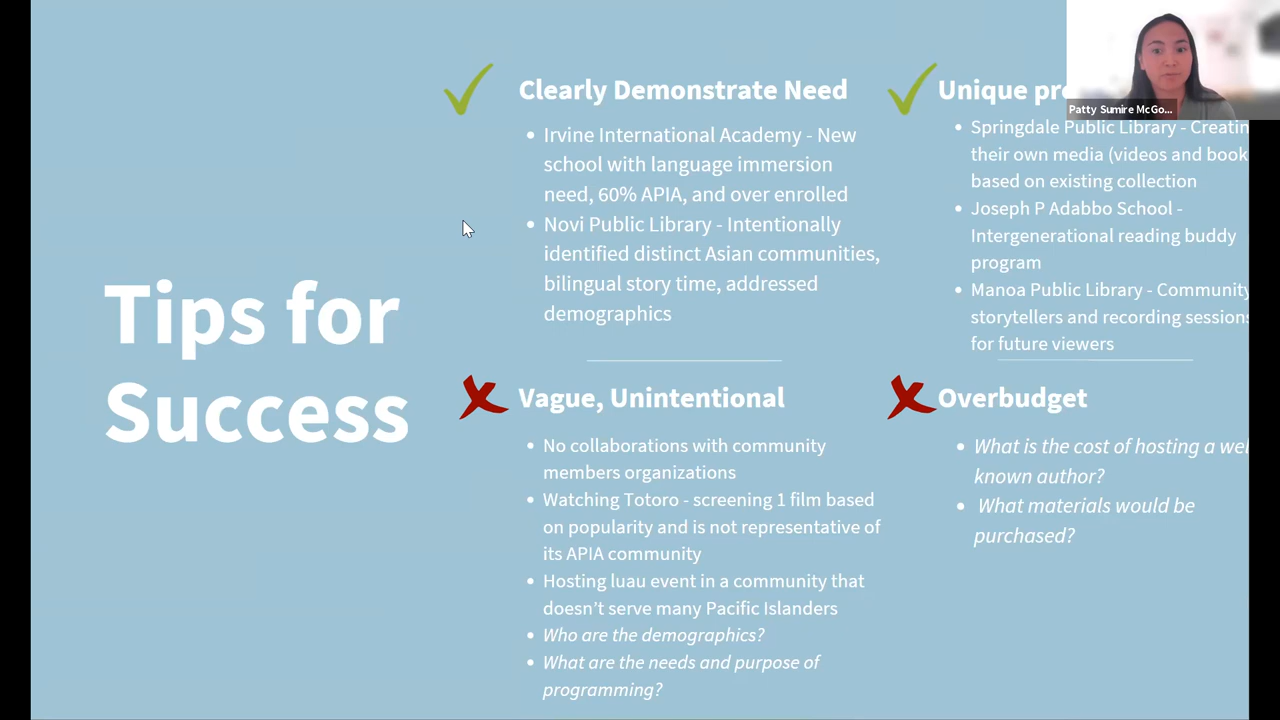 Tips for
Success
Clearly Demonstrate Need
• Irvine International Academy - New
school with language immersion
need, 60% APIA, and over enrolled
• Novi Public Library - Intentionally
identified distinct Asian communities,
bilingual story time, addressed
demographics
Unique
Patty Sumire McGo...
• Springdale Public Library -
their own media (videos and
based on existing collection
• Joseph P Adabbo School -
Intergenerational reading buddy
program
• Manoa Public Library - Community
storytellers and recording sessions
for future viewers
Vague, Unintentional
• No collaborations with community
members organizations
• Watching Totoro - screening 1 film based
on popularity and is not representative of
its APIA community
• Hosting luau event in a community that
doesn't serve many Pacific Islanders
• Who are the demographics?
• What are the needs and purpose of
programming?
Overbudget
• What is the cost of hosting a
known author?
• What materials would be
purchased?